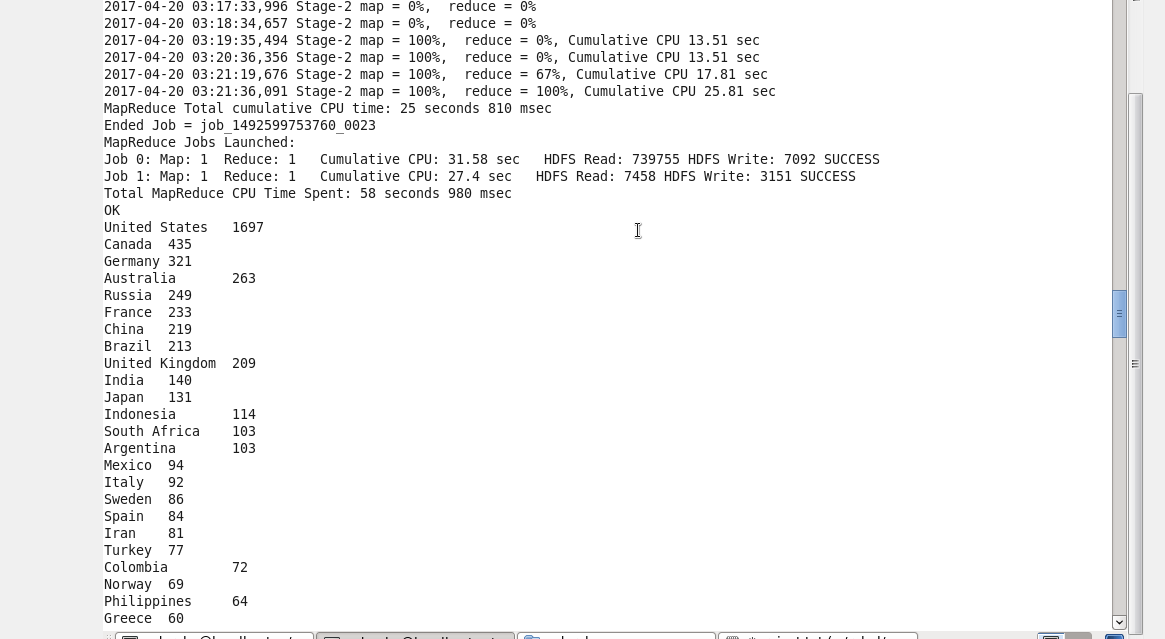 2017-04-20 03:17:33,996 Stage-2 map = 0%,  reduce = 0%
2017-04-20 03:18:34,657 Stage-2 map = 0%,  reduce = 0%
2017-04-20 03:19:35,494 Stage-2 map = 100%,  reduce = 0%, Cumulative CPU 13.51 sec
2017-04-20 03:20:36,356 Stage-2 map = 100%,  reduce = 0%, Cumulative CPU 13.51 sec
2017-04-20 03:21:19,676 Stage-2 map = 100%,  reduce = 67%, Cumulative CPU 17.81 sec
2017-04-20 03:21:36,091 Stage-2 map = 100%,  reduce = 100%, Cumulative CPU 25.81 sec
MapReduce Total cumulative CPU time: 25 seconds 810 msec
Ended Job = job_1492599753760_0023
MapReduce Jobs Launched:
Job 0: Map: 1  Reduce: 1   Cumulative CPU: 31.58 sec   HDFS Read: 739755 HDFS Write: 7092 SUCCESS
Job 1: Map: 1  Reduce: 1   Cumulative CPU: 27.4 sec   HDFS Read: 7458 HDFS Write: 3151 SUCCESS
Total MapReduce CPU Time Spent: 58 seconds 980 msec
OK
United States	1697
Canada	435
Germany	321
Australia	263
Russia	249
France	233
China	219
Brazil	213
United Kingdom	209
India	140
Japan	131
Indonesia	114
South Africa	103
Argentina	103
Mexico	94
Italy	92
Sweden	86
Spain	84
Iran	81
Turkey	77
Colombia	72
Norway	69
Philippines	64
Greece	60